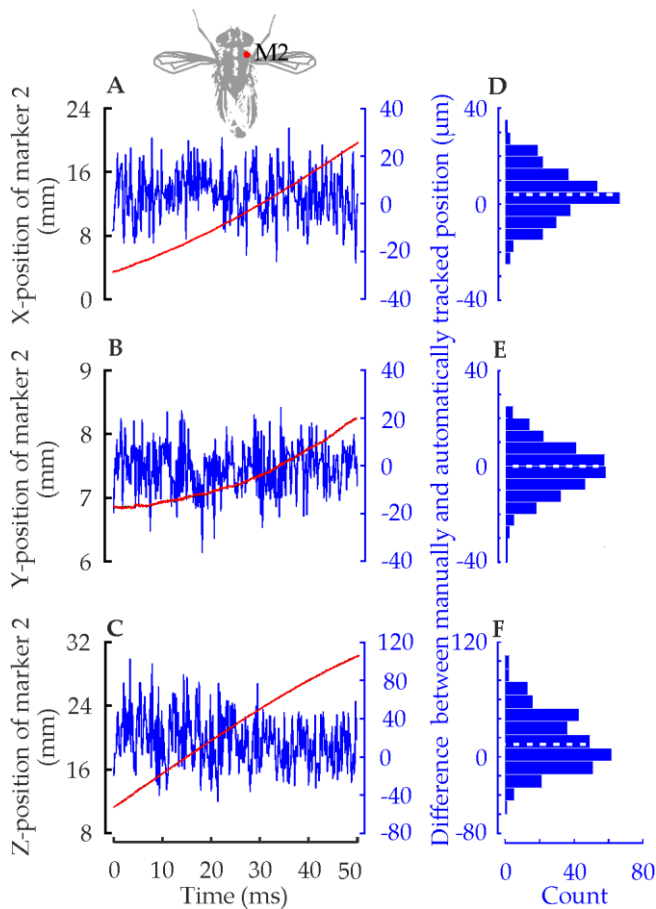 M2
A
D
X-position of marker 2
(mm)
24
16
8
0
40
20
0
-20
-40
40
0
-40
B
E
Y-position of marker 2
(mm)
9
8
7
6
40
20
0
-20
-40
40
0
-40
C
F
Z-position of marker 2
(mm)
32
24
16
8
120
80
40
0
-40
-80
120
0
-80
Difference between manually and automatically tracked position (µm)
0 10 20 30 40 50
Time (ms)
0 40 80
Count